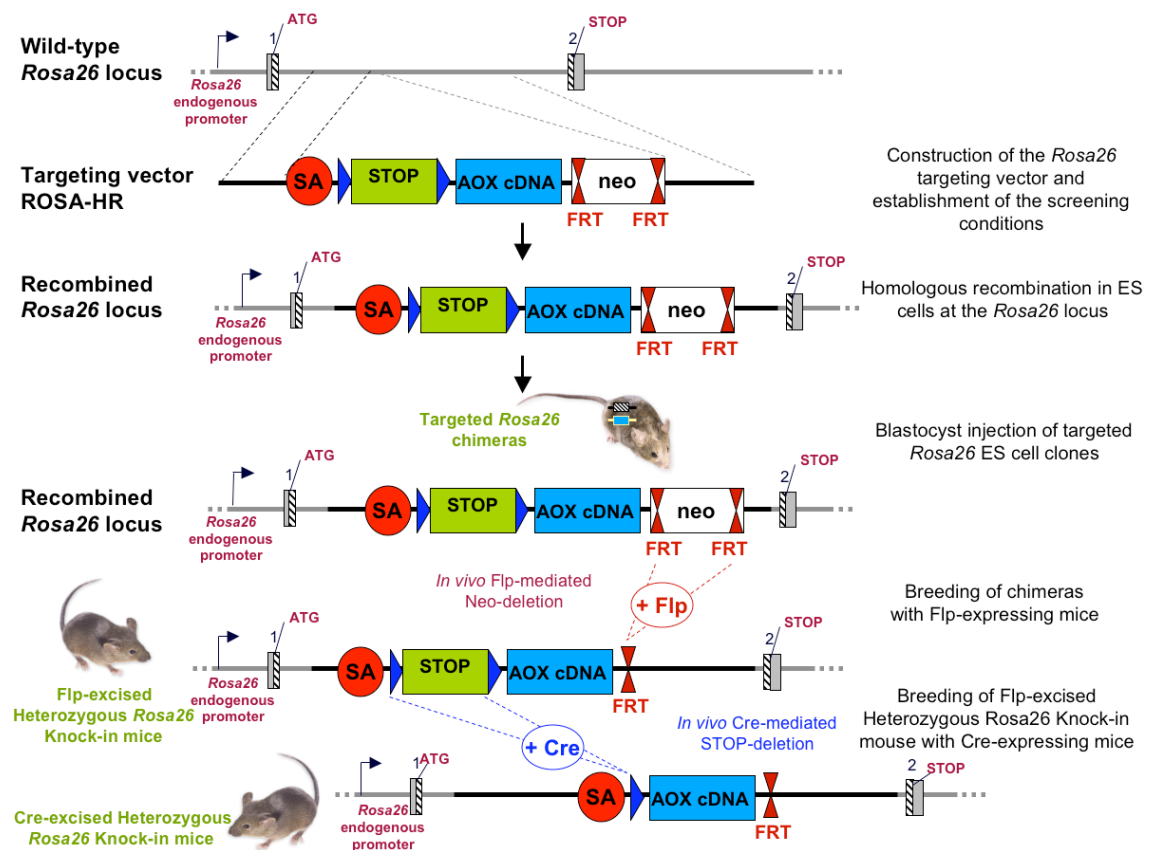 ATG
STOP
1
2
Wild-type
Rosa26 locus
Rosa26
endogenous
promoter
Targeting vector
ROSA-HR
SA
STOP
AOX cDNA
neo
FRT
FRT
Construction of the Rosa26
targeting vector and
establishment of the screening
conditions
Recombined
Rosa26 locus
ATG
1
STOP
2
Rosa26
endogenous
promoter
SA
STOP
AOX cDNA
neo
FRT
FRT
Homologous recombination in ES
cells at the Rosa26 locus
Targeted Rosa26
chimeras
Blastocyst injection of targeted
Rosa26 ES cell clones
Recombined
Rosa26 locus
ATG
1
STOP
2
Rosa26
endogenous
promoter
SA
STOP
AOX cDNA
neo
FRT
FRT
In vivo Flp-mediated
Neo-deletion
+ Flp
Breeding of chimeras
with Flp-expressing mice
ATG
1
STOP
2
Rosa26
endogenous
promoter
SA
STOP
AOX cDNA
FRT
Flp-excised
Heterozygous Rosa26
Knock-in mice
In vivo Cre-mediated
STOP-deletion
+ Cre
Breeding of Flp-excised
Heterozygous Rosa26 Knock-in
mouse with Cre-expressing mice
ATG
1
2
STOP
Rosa26
endogenous
promoter
SA
AOX cDNA
FRT
Cre-excised Heterozygous
Rosa26 Knock-in mice